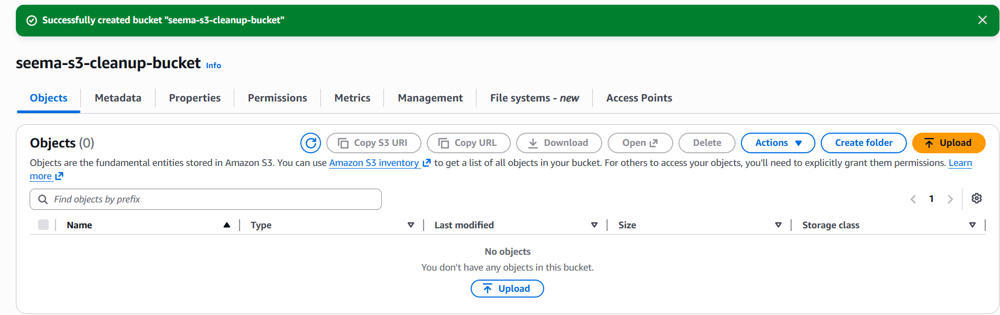 Successfully created bucket "seema-s3-cleanup-bucket"
seema-s3-cleanup-bucket Info
Objects Metadata Properties Permissions Metrics Management File systems - new Access Points
Objects (0) Copy S3 URI Copy URL Download Open Delete Actions Create folder Upload
Objects are the fundamental entities stored in Amazon S3. You can use Amazon S3 inventory to get a list of all objects in your bucket. For others to access your objects, you'll need to explicitly grant them permissions. Learn
more
Find objects by prefix 1
Name Type Last modified Size Storage class
No objects
You don't have any objects in this bucket.
Upload